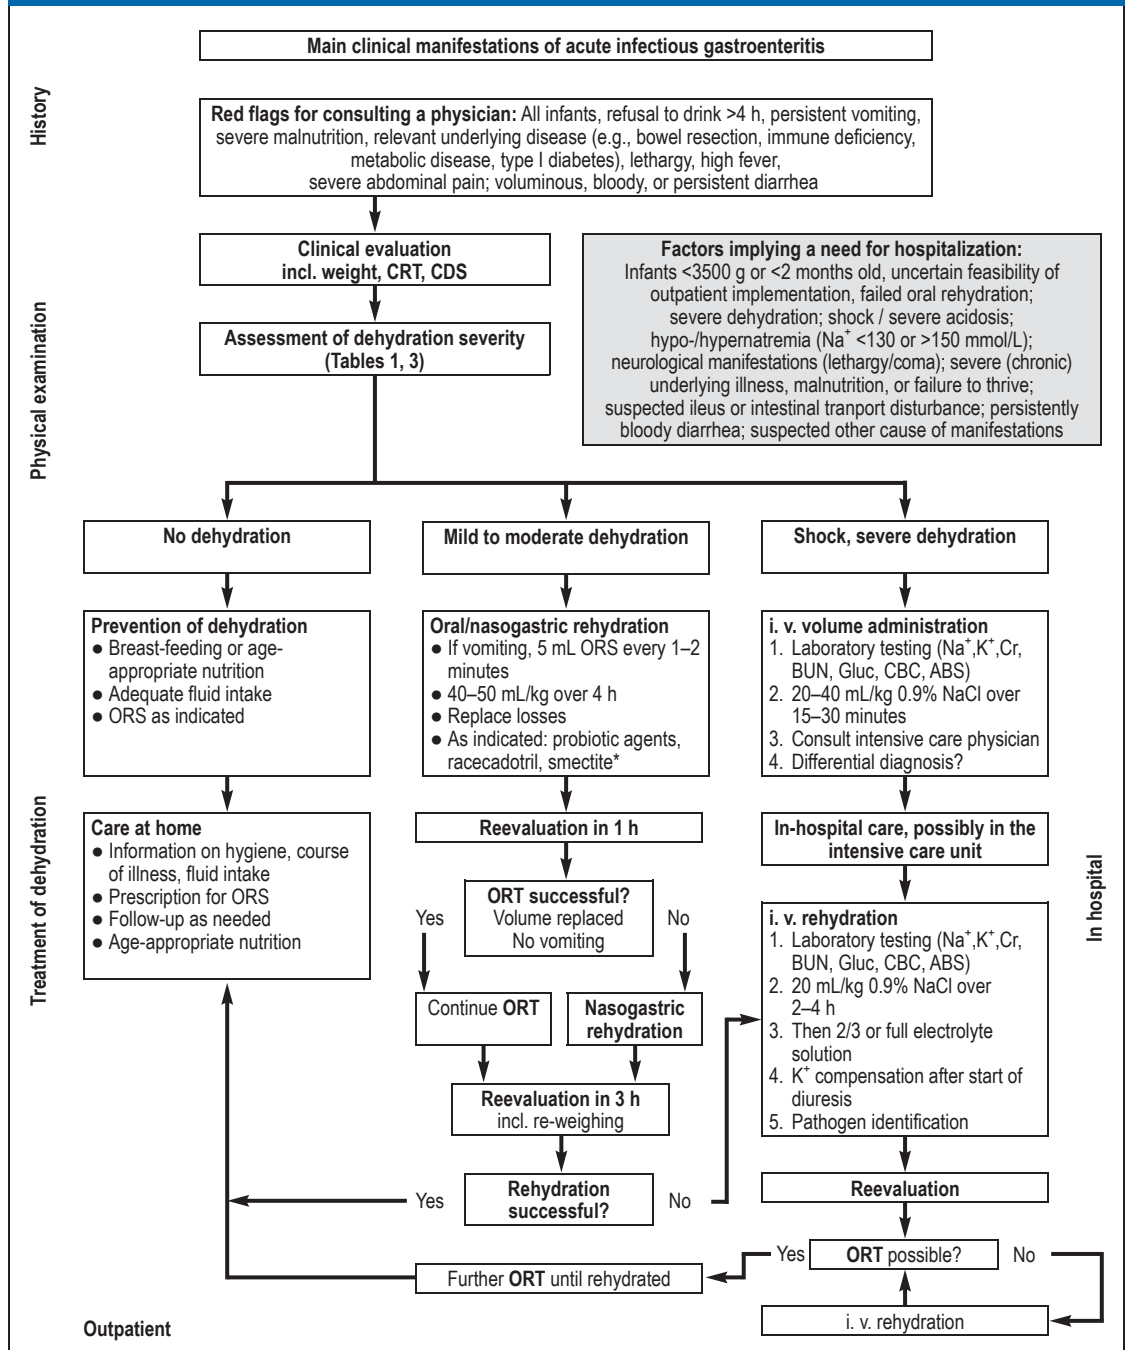 Main clinical manifestations of acute infectious gastroenteritis
History
Red flags for consulting a physician: All infants, refusal to drink >4 h, persistent vomiting,
severe malnutrition, relevant underlying disease (e.g., bowel resection, immune deficiency,
metabolic disease, type I diabetes), lethargy, high fever,
severe abdominal pain; voluminous, bloody, or persistent diarrhea
Physical examination
Clinical evaluation
incl. weight, CRT, CDS
Assessment of dehydration severity
(Tables 1, 3)
Factors implying a need for hospitalization:
Infants <3500 g or <2 months old, uncertain feasibility of
outpatient implementation, failed oral rehydration;
severe dehydration; shock / severe acidosis;
hypo-/hypernatremia (Na⁺ <130 or >150 mmol/L);
neurological manifestations (lethargy/coma); severe (chronic)
underlying illness, malnutrition, or failure to thrive;
suspected ileus or intestinal tranport disturbance; persistently
bloody diarrhea; suspected other cause of manifestations
Treatment of dehydration
No dehydration
Prevention of dehydration
● Breast-feeding or age-
appropriate nutrition
● Adequate fluid intake
● ORS as indicated
Care at home
● Information on hygiene, course
of illness, fluid intake
● Prescription for ORS
● Follow-up as needed
● Age-appropriate nutrition
Mild to moderate dehydration
Oral/nasogastric rehydration
● If vomiting, 5 mL ORS every 1–2
minutes
● 40–50 mL/kg over 4 h
● Replace losses
● As indicated: probiotic agents,
racecadotril, smectite*
Reevaluation in 1 h
ORT successful?
Volume replaced
No vomiting
Yes
No
Continue ORT
Nasogastric
rehydration
Reevaluation in 3 h
incl. re-weighing
Rehydration
successful?
Yes
No
Shock, severe dehydration
i. v. volume administration
1. Laboratory testing (Na⁺,K⁺,Cr,
BUN, Gluc, CBC, ABS)
2. 20–40 mL/kg 0.9% NaCl over
15–30 minutes
3. Consult intensive care physician
4. Differential diagnosis?
In-hospital care, possibly in the
intensive care unit
i. v. rehydration
1. Laboratory testing (Na⁺,K⁺,Cr,
BUN, Gluc, CBC, ABS)
2. 20 mL/kg 0.9% NaCl over
2–4 h
3. Then 2/3 or full electrolyte
solution
4. K⁺ compensation after start of
diuresis
5. Pathogen identification
In hospital
Reevaluation
ORT possible?
Yes
No
Further ORT until rehydrated
i. v. rehydration
Outpatient